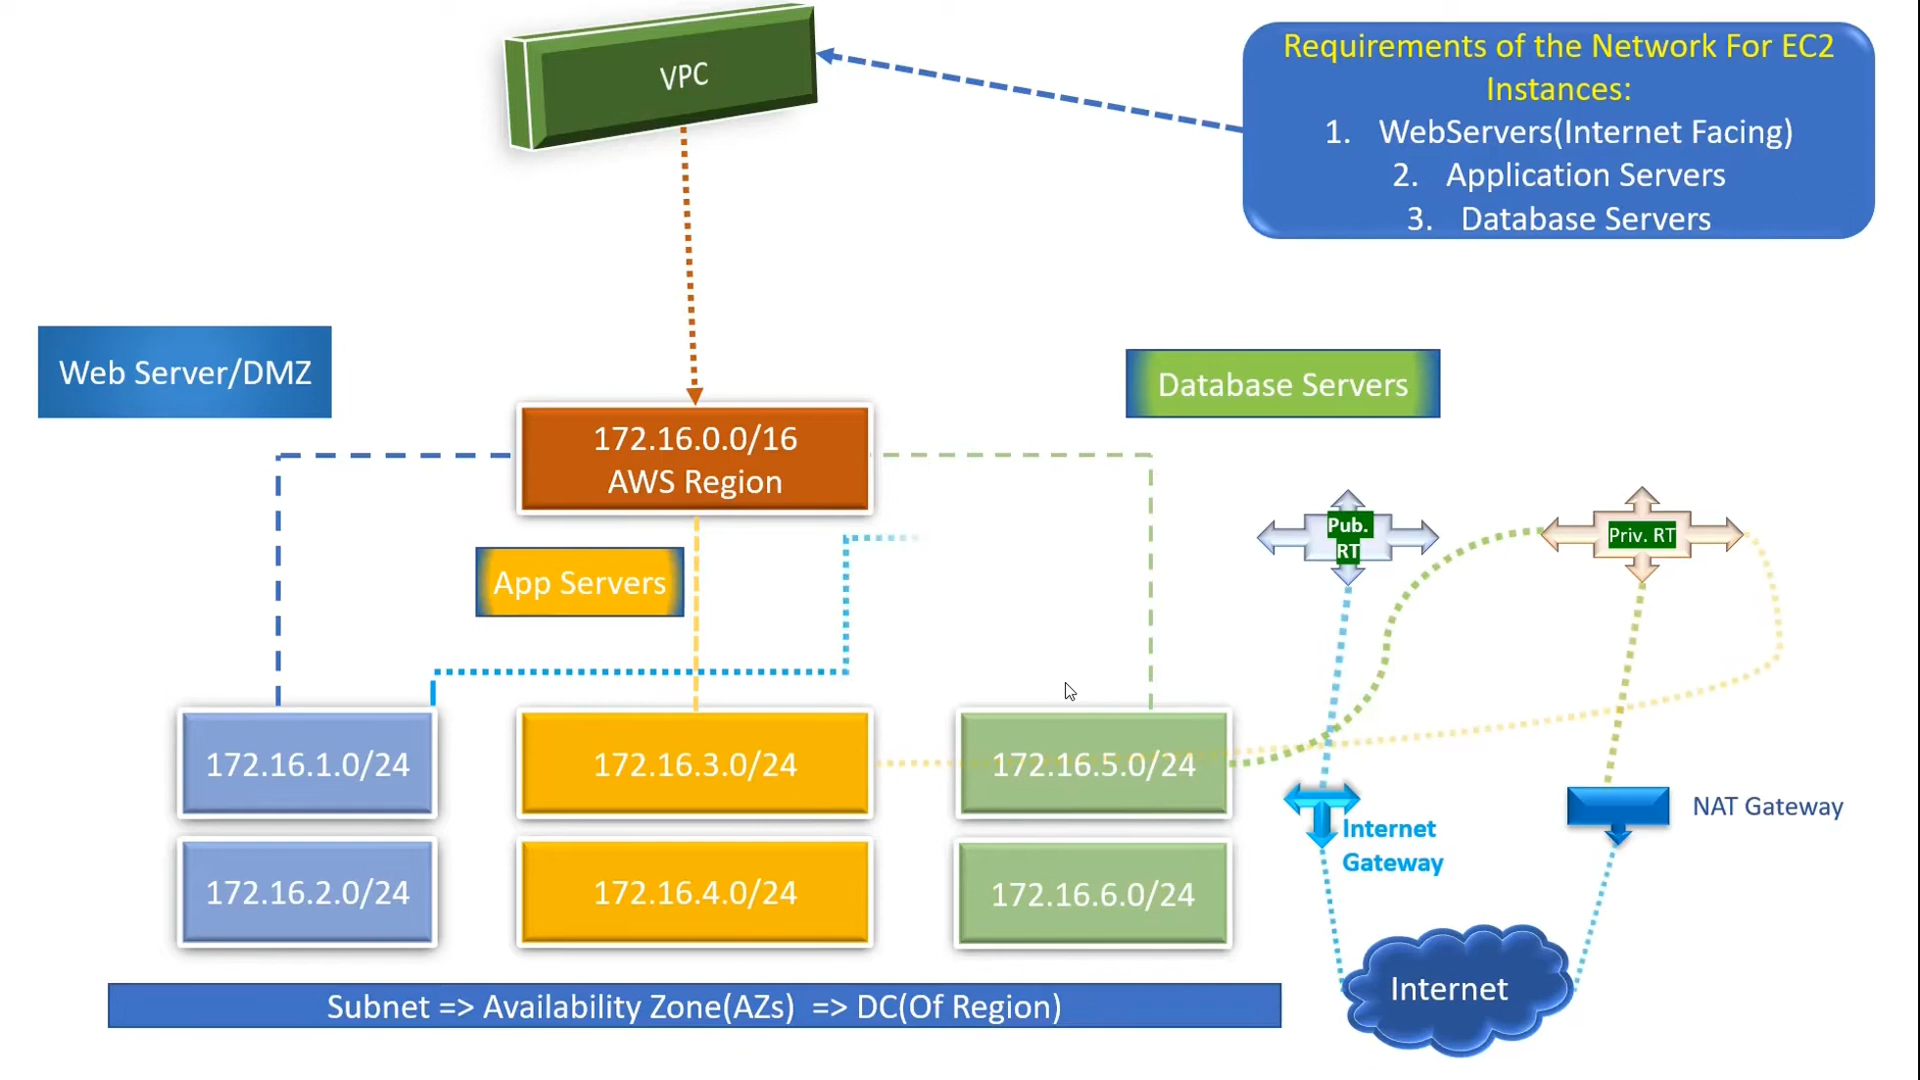 VPC
Requirements of the Network For EC2
Instances:
1. WebServers(Internet Facing)
2. Application Servers
3. Database Servers
Web Server/DMZ
Database Servers
172.16.0.0/16
AWS Region
App Servers
Pub.
RT
Priv. RT
172.16.1.0/24
172.16.3.0/24
172.16.5.0/24
Internet
Gateway
NAT Gateway
172.16.2.0/24
172.16.4.0/24
172.16.6.0/24
Internet
Subnet => Availability Zone(AZs) => DC(Of Region)